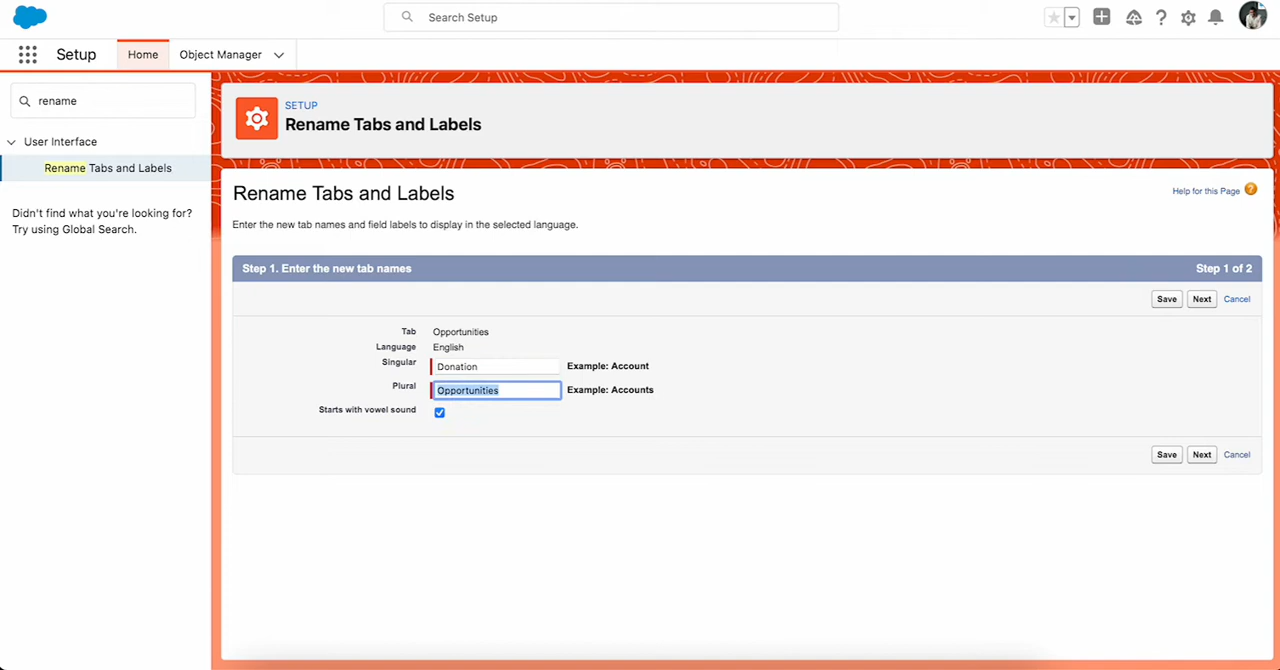 Search Setup
Setup
Home
Object Manager
rename
User Interface
Rename Tabs and Labels
Didn't find what you're looking for?
Try using Global Search.
SETUP
Rename Tabs and Labels
Rename Tabs and Labels
Help for this Page ?
Enter the new tab names and field labels to display in the selected language.
Step 1. Enter the new tab names Step 1 of 2
Save Next Cancel
Tab Opportunities
Language English
Singular Donation Example: Account
Plural Opportunities Example: Accounts
Starts with vowel sound
Save Next Cancel